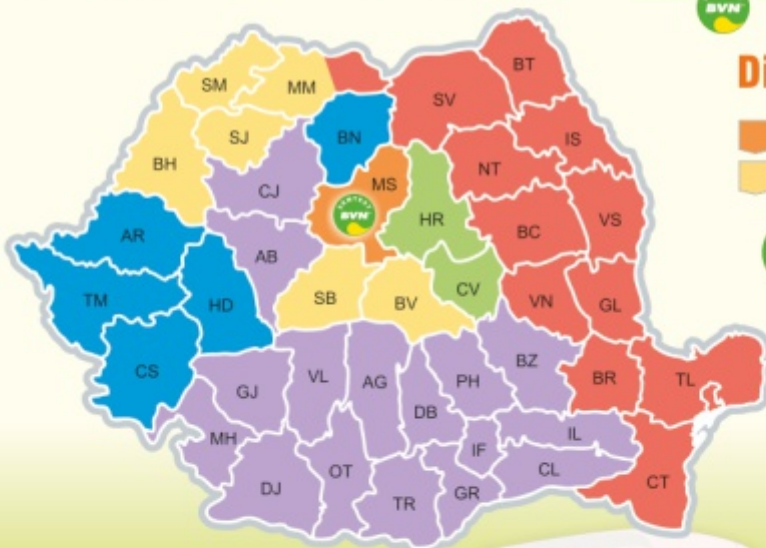 BVN
Di
BT
SM
MM
SV
SJ
BN
IS
BH
NT
CJ
MS
BVN
HR
VS
AR
BC
AB
TM
HD
SB
BV
CV
VN
GL
CS
VL
AG
PH
BZ
BR
TL
GJ
DB
MH
IL
IF
OT
CL
CT
DJ
TR
GR